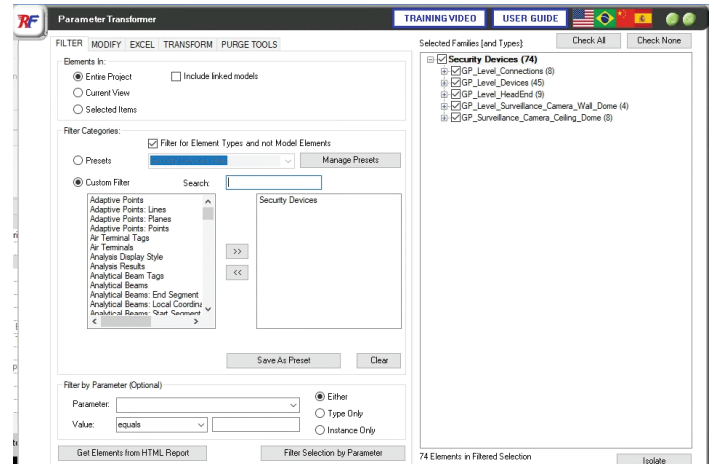 RF Parameter Transformer
TRAINING VIDEO USER GUIDE
FILTER MODIFY EXCEL TRANSFORM PURGE TOOLS
Elements In:
Entire Project Include linked models
Current View
Selected Items
Filter Categories:
Filter for Element Types and not Model Elements
Presets Manage Presets
Custom Filter Search:
Adaptive Points
Adaptive Points: Lines
Adaptive Points: Planes
Adaptive Points: Points
Air Terminal Tags
Air Terminals
Analysis Display Style
Analysis Results
Analytical Beam Tags
Analytical Beams
Analytical Beams: End Segment
Analytical Beams: Local Coordina
Analytical Beams: Start Segment
Security Devices
>>
<<
Save As Preset Clear
Filter by Parameter (Optional)
Parameter:
Value: equals
Either
Type Only
Instance Only
Get Elements from HTML Report Filter Selection by Parameter
Selected Families [and Types]: Check All Check None
Security Devices (74)
GP_Level_Connections (8)
GP_Level_Devices (45)
GP_Level_HeadEnd (9)
GP_Level_Surveillance_Camera_Wall_Dome (4)
GP_Surveillance_Camera_Ceiling_Dome (8)
74 Elements in Filtered Selection Isolate